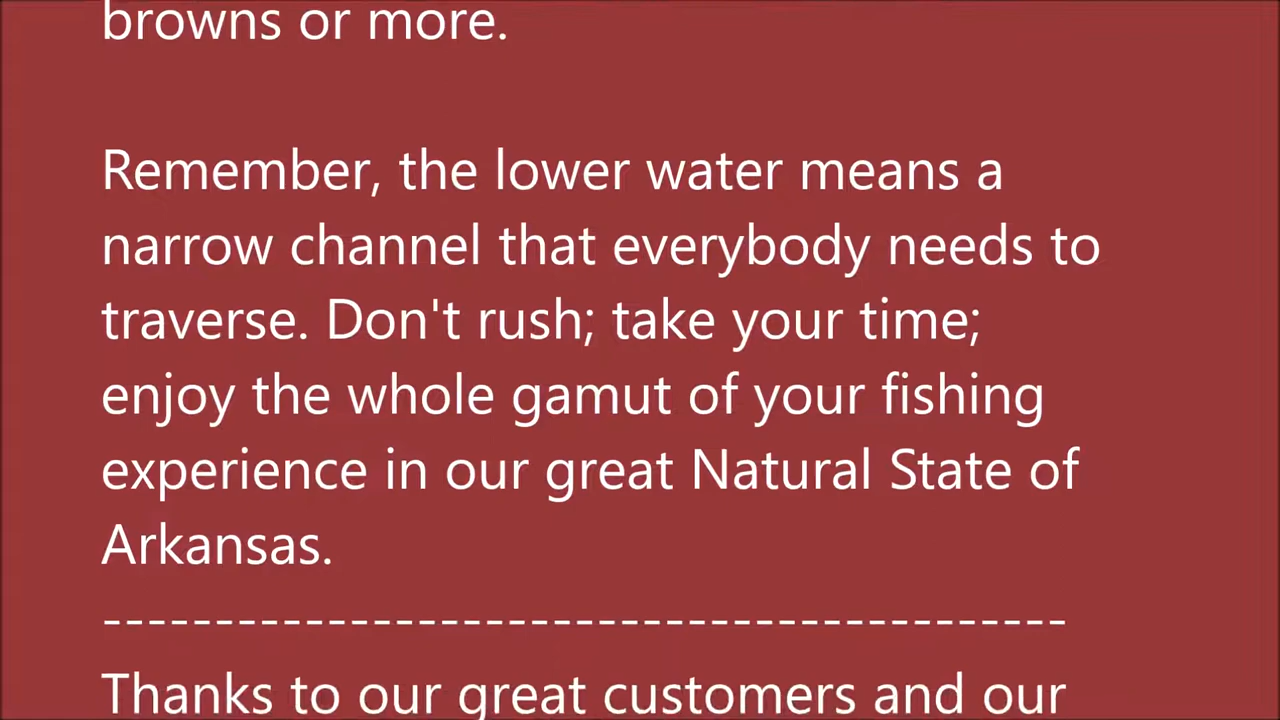 browns or more.
Remember, the lower water means a
narrow channel that everybody needs to
traverse. Don't rush; take your time;
enjoy the whole gamut of your fishing
experience in our great Natural State of
Arkansas.
-------------------------------------------
Thanks to our great customers and our